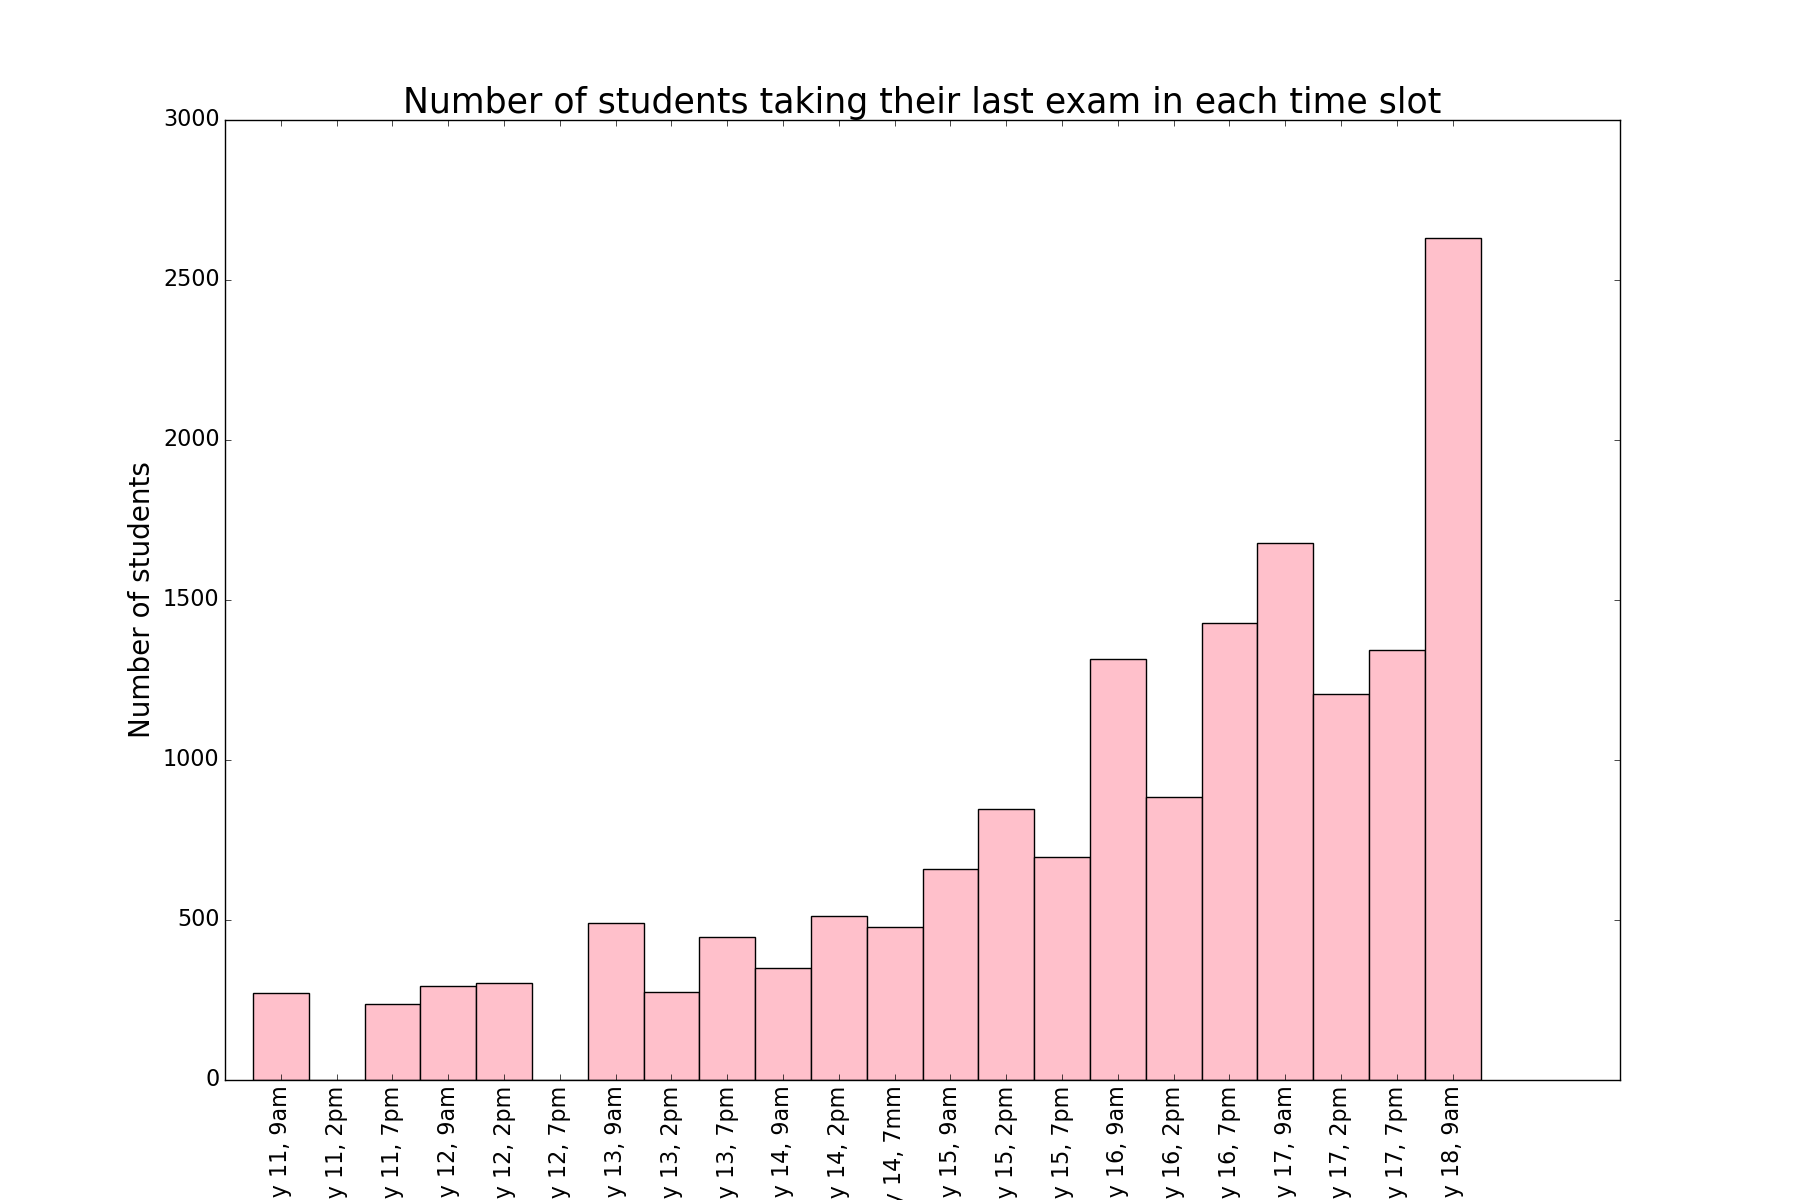 Number of students taking their last exam in each time slot
Number of students
3000
2500
2000
1500
1000
500
0
y 11, 9am
y 11, 2pm
y 11, 7pm
y 12, 9am
y 12, 2pm
y 12, 7pm
y 13, 9am
y 13, 2pm
y 13, 7pm
y 14, 9am
y 14, 2pm
y 14, 7mm
y 15, 9am
y 15, 2pm
y 15, 7pm
y 16, 9am
y 16, 2pm
y 16, 7pm
y 17, 9am
y 17, 2pm
y 17, 7pm
y 18, 9am